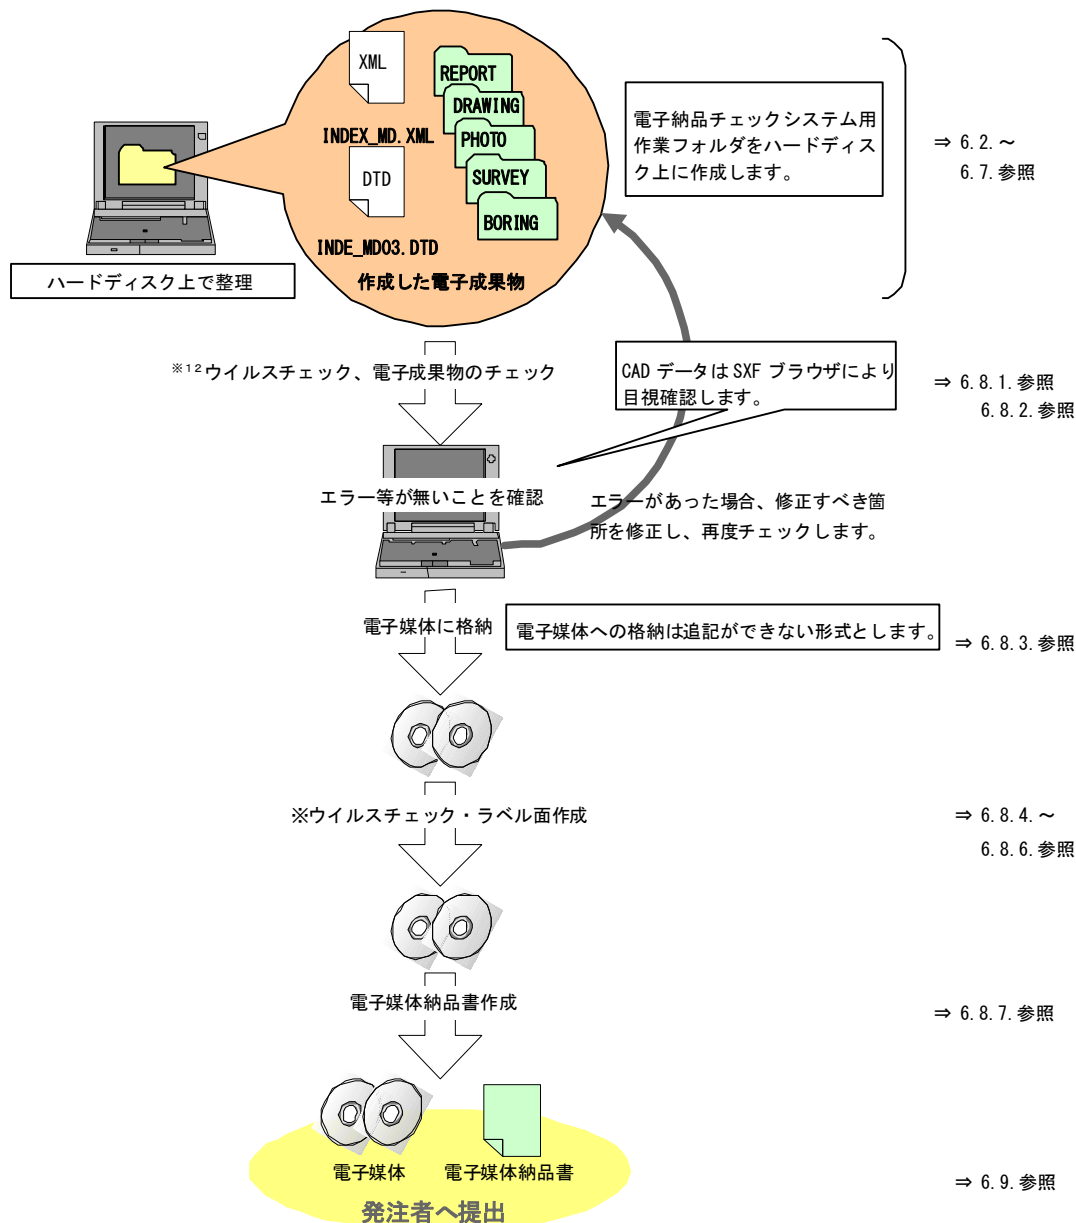 XML
INDEX_MD.XML
DTD
INDE_MD03.DTD
REPORT
DRAWING
PHOTO
SURVEY
BORING
作成した電子成果物
ハードディスク上で整理
電子納品チェックシステム用
作業フォルダをハードディス
ク上に作成します。
⇒ 6.2.～
6.7.参照
※12ウイルスチェック、電子成果物のチェック
CAD データは SXF ブラウザにより
目視確認します。
⇒ 6.8.1.参照
6.8.2.参照
エラー等が無いことを確認
エラーがあった場合、修正すべき箇
所を修正し、再度チェックします。
電子媒体に格納
電子媒体への格納は追記ができない形式とします。
⇒ 6.8.3.参照
※ウイルスチェック・ラベル面作成
⇒ 6.8.4.～
6.8.6.参照
電子媒体納品書作成
⇒ 6.8.7.参照
電子媒体
電子媒体納品書
⇒ 6.9.参照
発注者へ提出